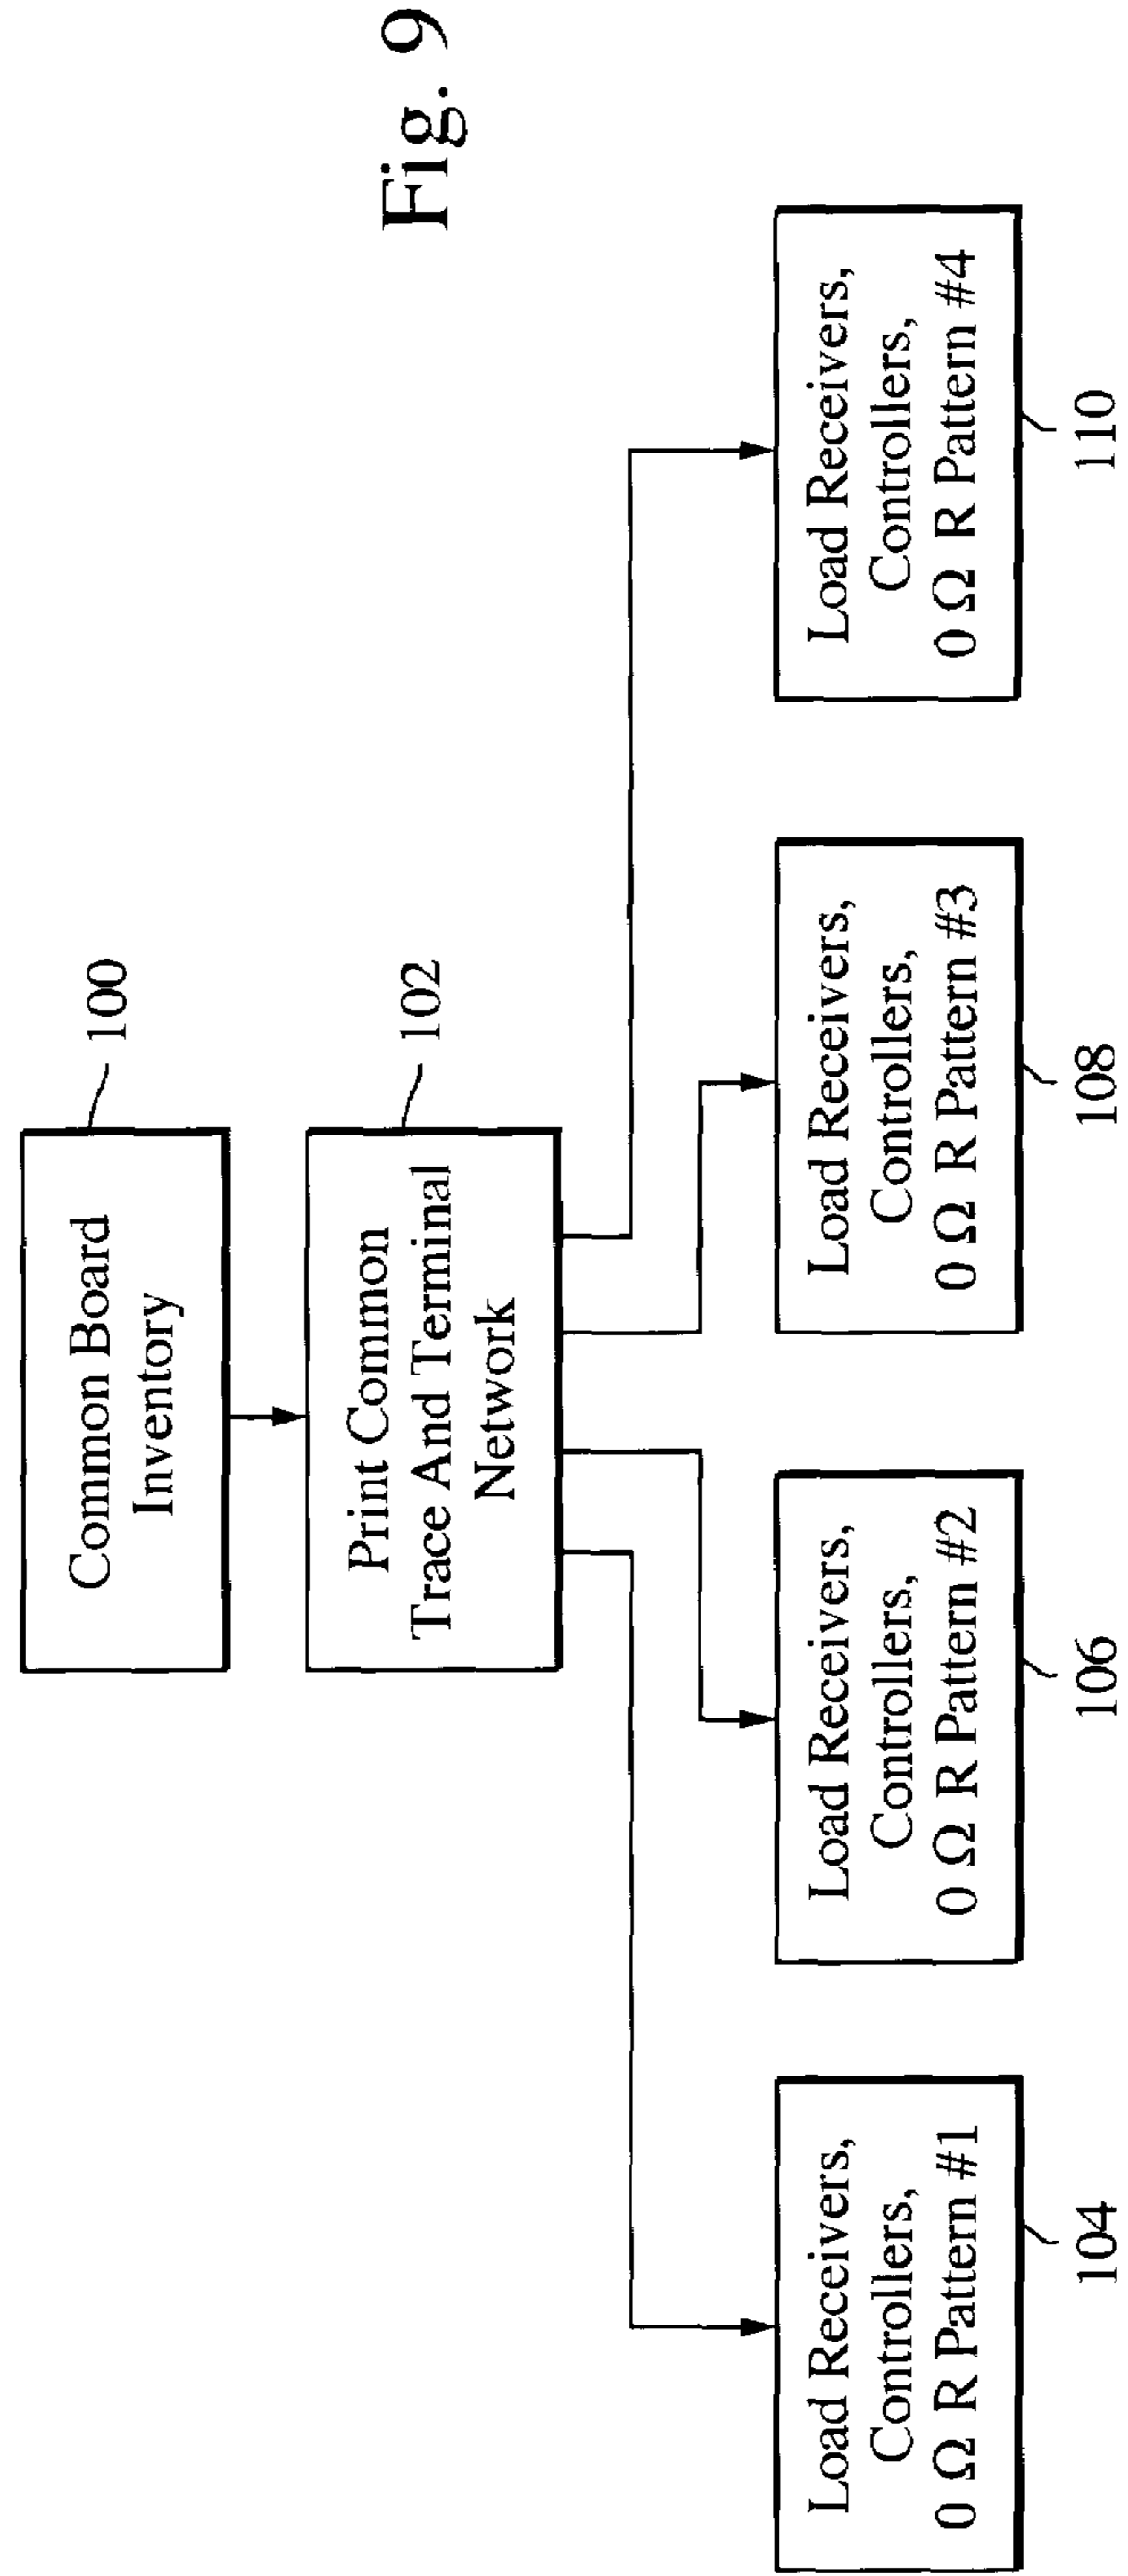 Fig. 9
Common Board
Inventory
100
Print Common
Trace And Terminal
Network
102
Load Receivers,
Controllers,
0 Ω R Pattern #1
104
Load Receivers,
Controllers,
0 Ω R Pattern #2
106
Load Receivers,
Controllers,
0 Ω R Pattern #3
108
Load Receivers,
Controllers,
0 Ω R Pattern #4
110